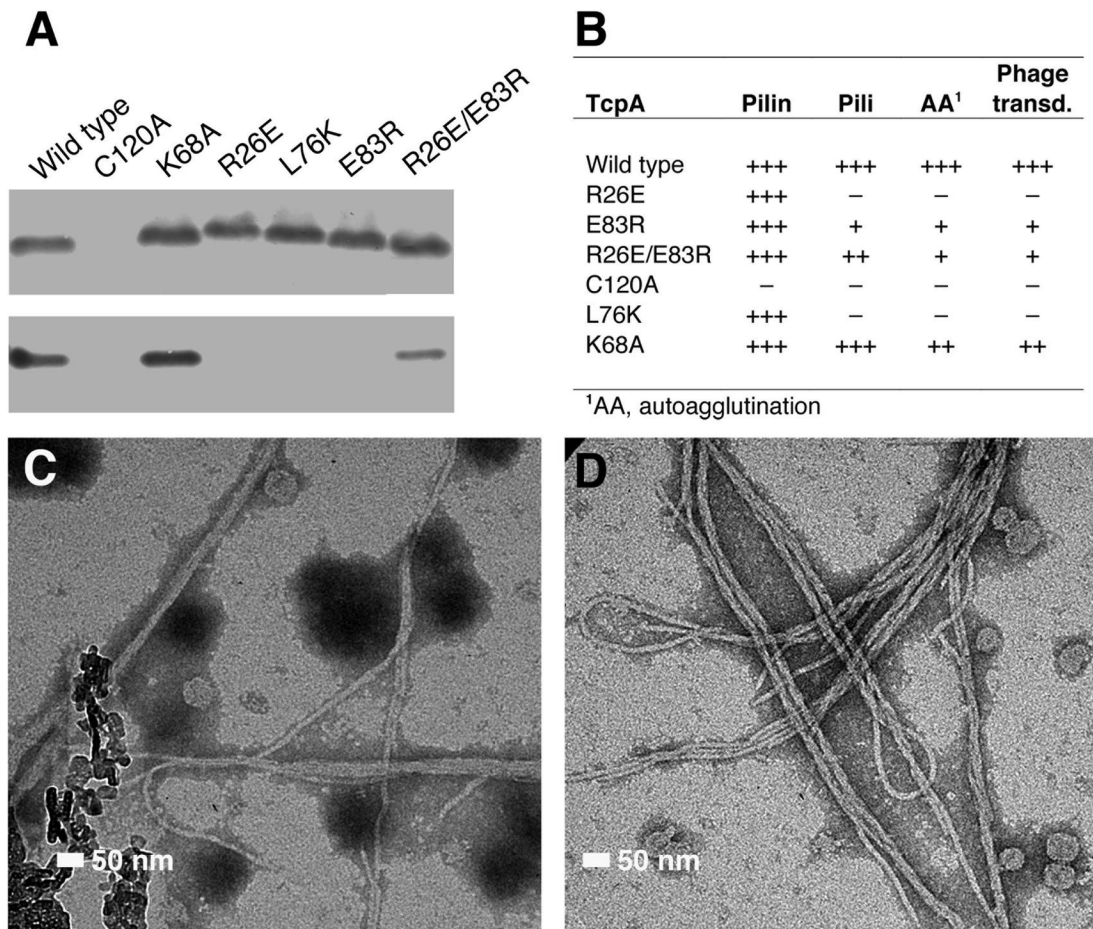 A
Wild type
C120A
K68A
R26E
L76K
E83R
R26E/E83R
B
TcpA Pilin Pili AA¹ Phage transd.
Wild type +++ +++ +++ +++
R26E +++ – – –
E83R +++ + + +
R26E/E83R +++ ++ + +
C120A – – – –
L76K +++ – – –
K68A +++ +++ ++ ++
¹AA, autoagglutination
C
50 nm
D
50 nm